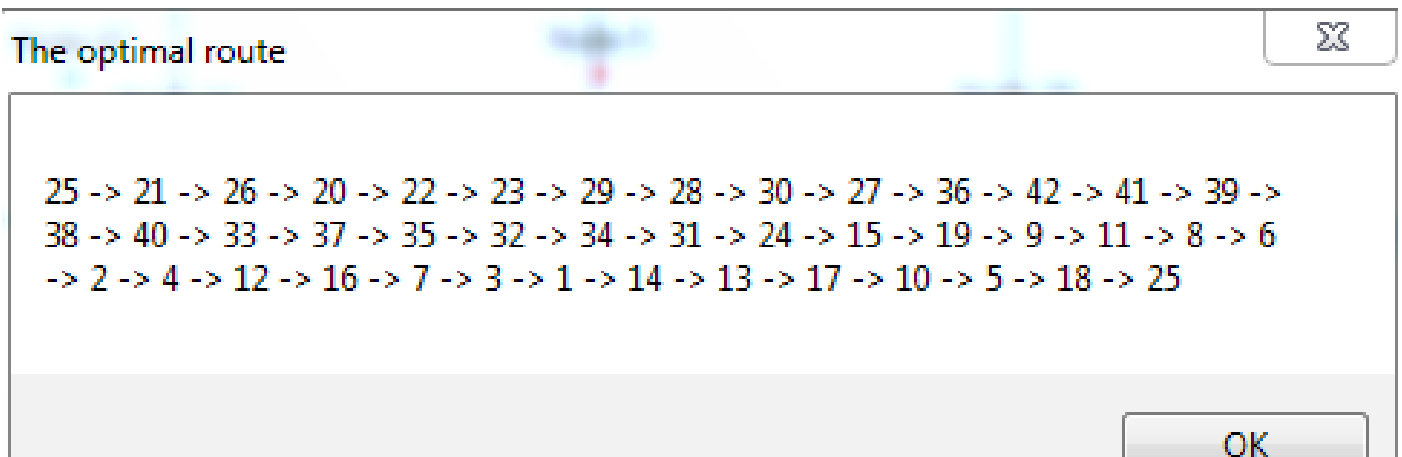 The optimal route
25 -> 21 -> 26 -> 20 -> 22 -> 23 -> 29 -> 28 -> 30 -> 27 -> 36 -> 42 -> 41 -> 39 ->
38 -> 40 -> 33 -> 37 -> 35 -> 32 -> 34 -> 31 -> 24 -> 15 -> 19 -> 9 -> 11 -> 8 -> 6
-> 2 -> 4 -> 12 -> 16 -> 7 -> 3 -> 1 -> 14 -> 13 -> 17 -> 10 -> 5 -> 18 -> 25
OK